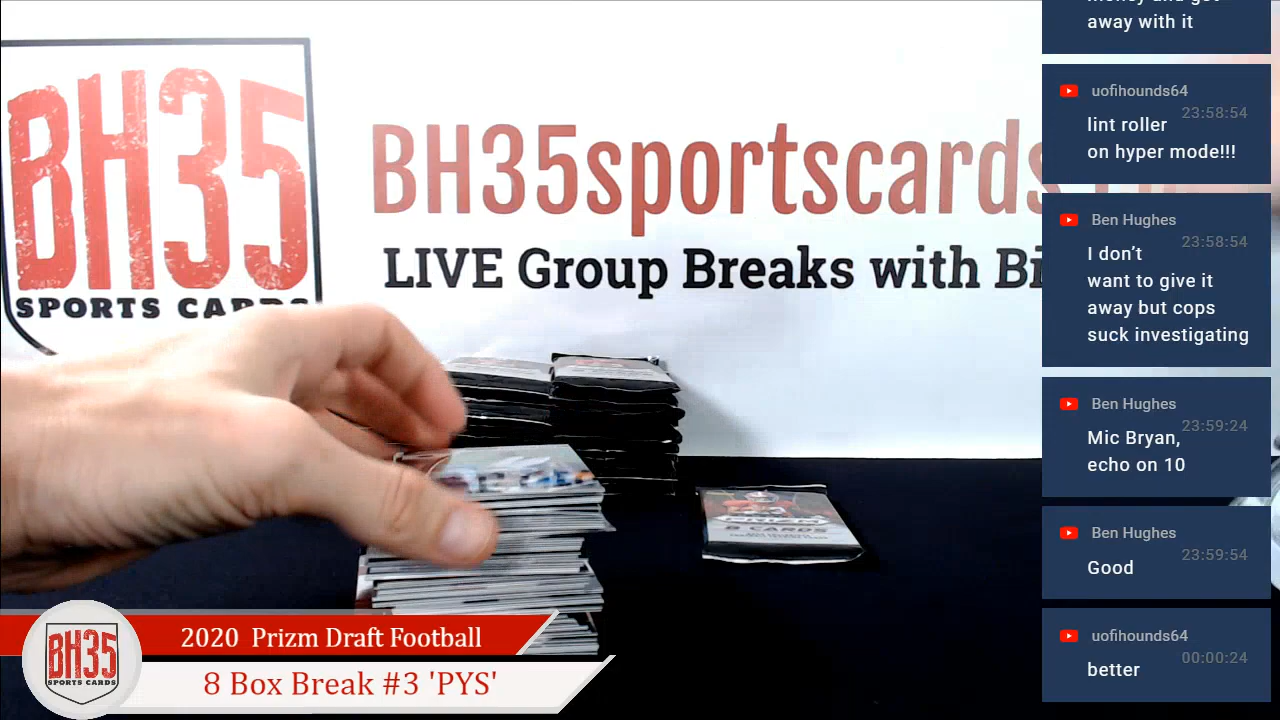 BH35
SPORTS CARDS
BH35sportscards
LIVE Group Breaks with
PRIZM
8 CARDS
BH35
SPORTS CARDS
2020 Prizm Draft Football
8 Box Break #3 'PYS'
away with it
uofihounds64
23:58:54
lint roller
on hyper mode!!!
Ben Hughes
23:58:54
I don’t
want to give it
away but cops
suck investigating
Ben Hughes
23:59:24
Mic Bryan,
echo on 10
Ben Hughes
23:59:54
Good
uofihounds64
00:00:24
better